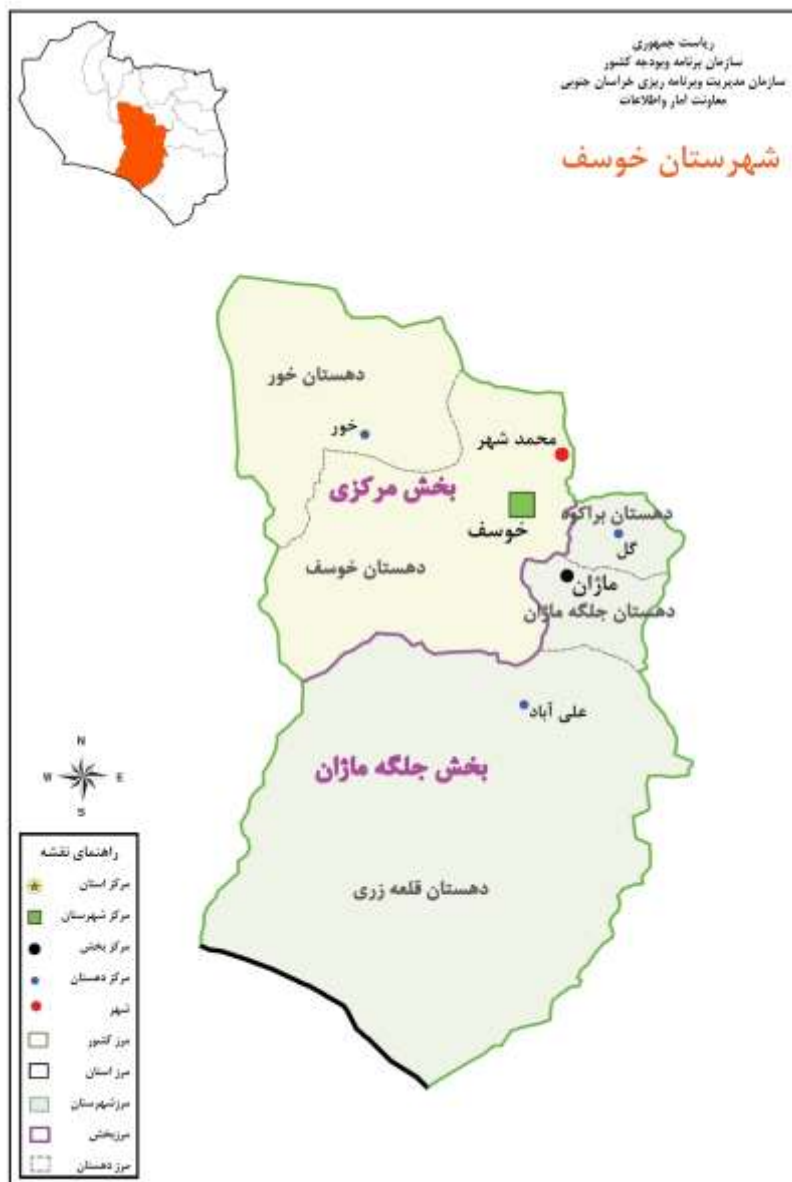 ریاست جمهوری
سازمان برنامه وبودجه کشور
سازمان مدیریت وبرنامه ریزی خراسان جنوبی
معاونت امار واطلاعات
شهرستان خوسف
دهستان خور
خور
محمد شهر
بخش مرکزی
خوسف
دهستان براکوه
گل
دهستان خوسف
ماژان
دهستان جلگه ماژان
علی آباد
بخش جلگه ماژان
دهستان قلعه زری
N
W E
S
راهنمای نقشه
مرکز استان
مرکز شهرستان
مرکز بخش
مرکز دهستان
شهر
مرز کشور
مرز استان
مرزشهرستان
مرزبخش
مرز دهستان